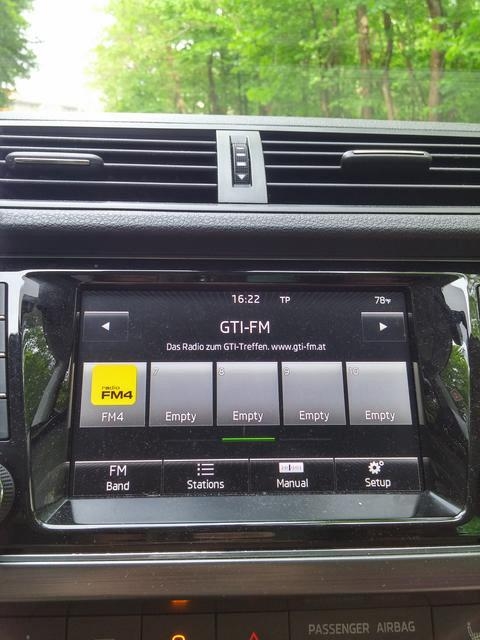 16:22 TP 78°F
GTI-FM
Das Radio zum GTI-Treffen. www.gti-fm.at
radio
FM4
7 8 9 10
FM4 Empty Empty Empty Empty
FM
Band Stations Manual Setup
PASSENGER AIRBAG